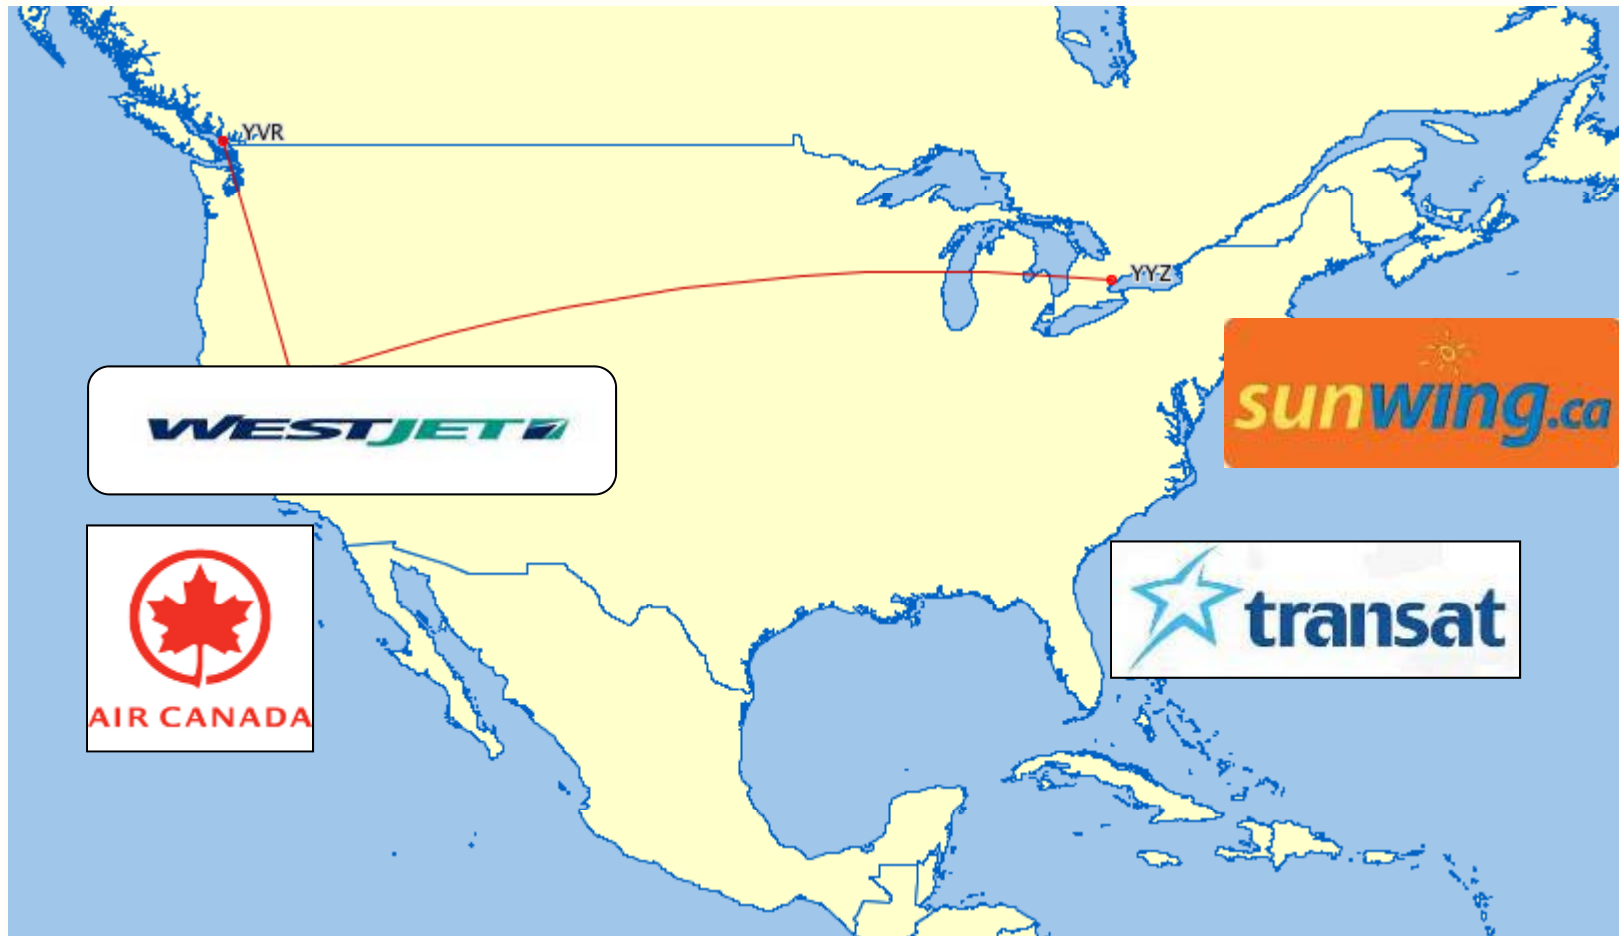 YVR
YYZ
WESTJET
sunwing.ca
transat
AIR CANADA